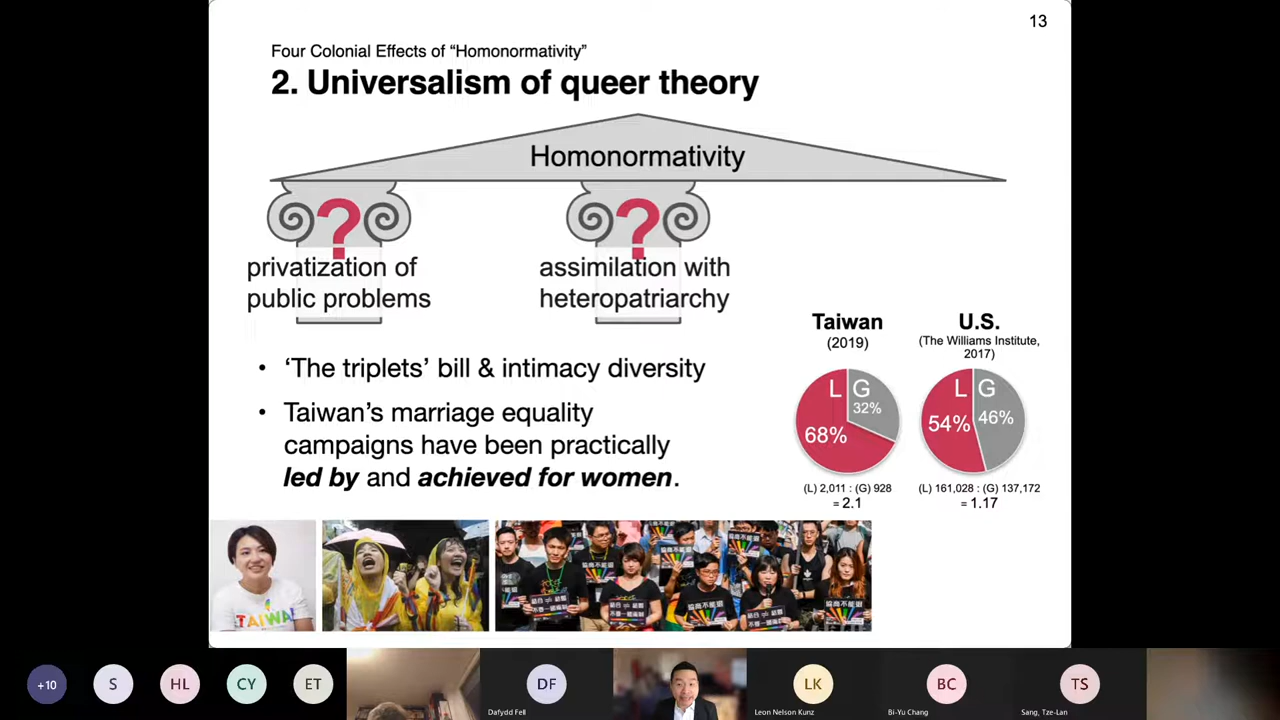 13
Four Colonial Effects of “Homonormativity”
2. Universalism of queer theory
Homonormativity
?
privatization of
public problems
?
assimilation with
heteropatriarchy
• ‘The triplets’ bill & intimacy diversity
• Taiwan’s marriage equality
campaigns have been practically
led by and achieved for women.
Taiwan
(2019)
L G
32%
68%
(L) 2,011 : (G) 928
= 2.1
U.S.
(The Williams Institute,
2017)
L G
54% 46%
(L) 161,028 : (G) 137,172
= 1.17
TAIWAN
+10
S
HL
CY
ET
DF
Dafydd Fell
LK
Leon Nelson Kunz
BC
Bi-Yu Chang
TS
Sang, Tze-Lan